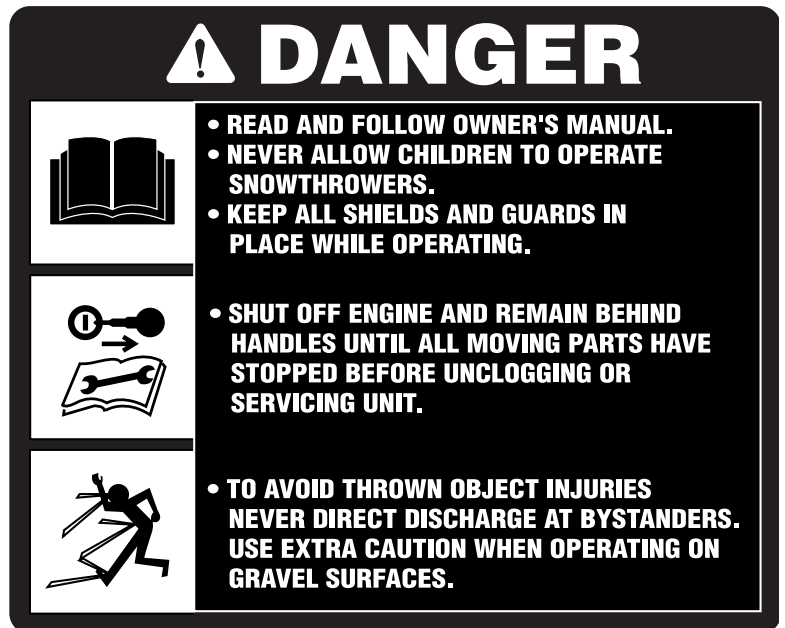 DANGER
• READ AND FOLLOW OWNER'S MANUAL.
• NEVER ALLOW CHILDREN TO OPERATE
SNOWTHROWERS.
• KEEP ALL SHIELDS AND GUARDS IN
PLACE WHILE OPERATING.
• SHUT OFF ENGINE AND REMAIN BEHIND
HANDLES UNTIL ALL MOVING PARTS HAVE
STOPPED BEFORE UNCLOGGING OR
SERVICING UNIT.
• TO AVOID THROWN OBJECT INJURIES
NEVER DIRECT DISCHARGE AT BYSTANDERS.
USE EXTRA CAUTION WHEN OPERATING ON
GRAVEL SURFACES.